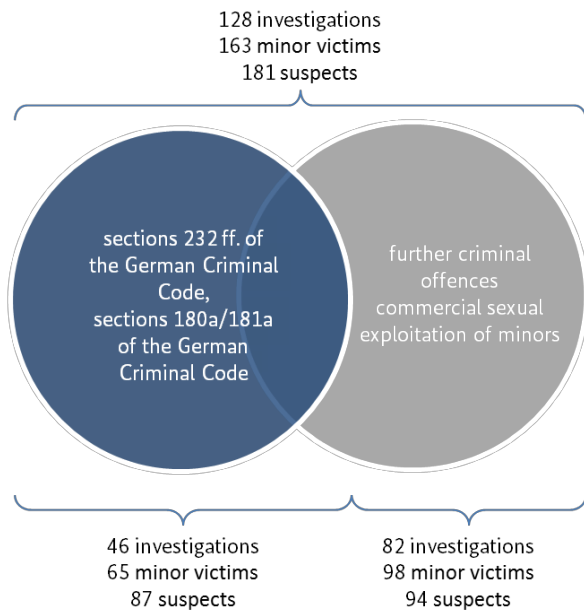 128 investigations
163 minor victims
181 suspects
sections 232 ff. of
the German Criminal
Code,
sections 180a/181a
of the German
Criminal Code
further criminal
offences
commercial sexual
exploitation of minors
46 investigations
65 minor victims
87 suspects
82 investigations
98 minor victims
94 suspects